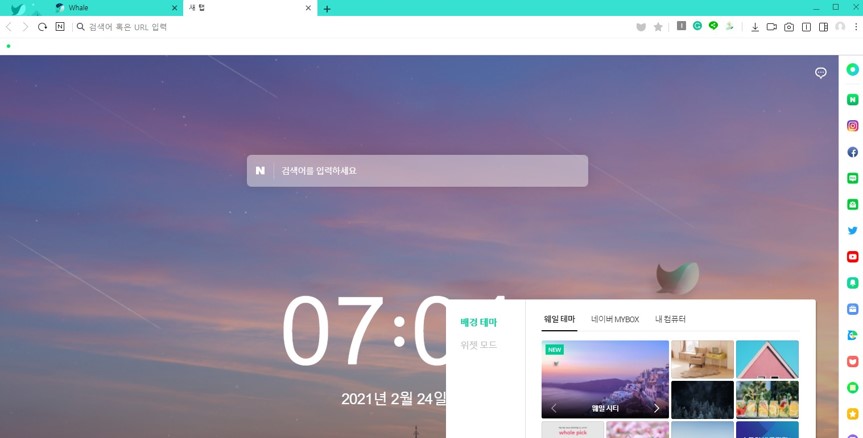 Whale
새 탭
검색어 혹은 URL 입력
N
검색어를 입력하세요
07:04
2021년 2월 24일
배경 테마
위젯 모드
웨일 테마
네이버 MYBOX
내 컴퓨터
NEW
웨일 시티
whale pick